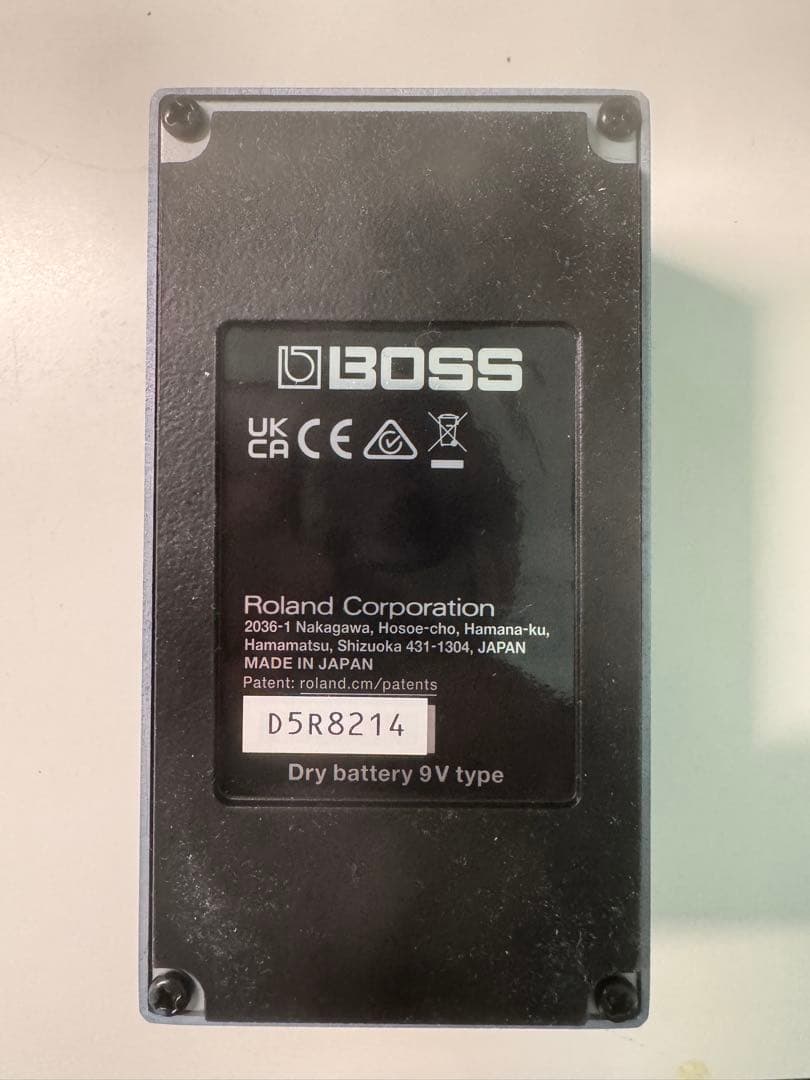 BOSS
UK
CA CE
Roland Corporation
2036-1 Nakagawa, Hosoe-cho, Hamana-ku,
Hamamatsu, Shizuoka 431-1304, JAPAN
MADE IN JAPAN
Patent: roland.cm/patents
D5R8214
Dry battery 9V type